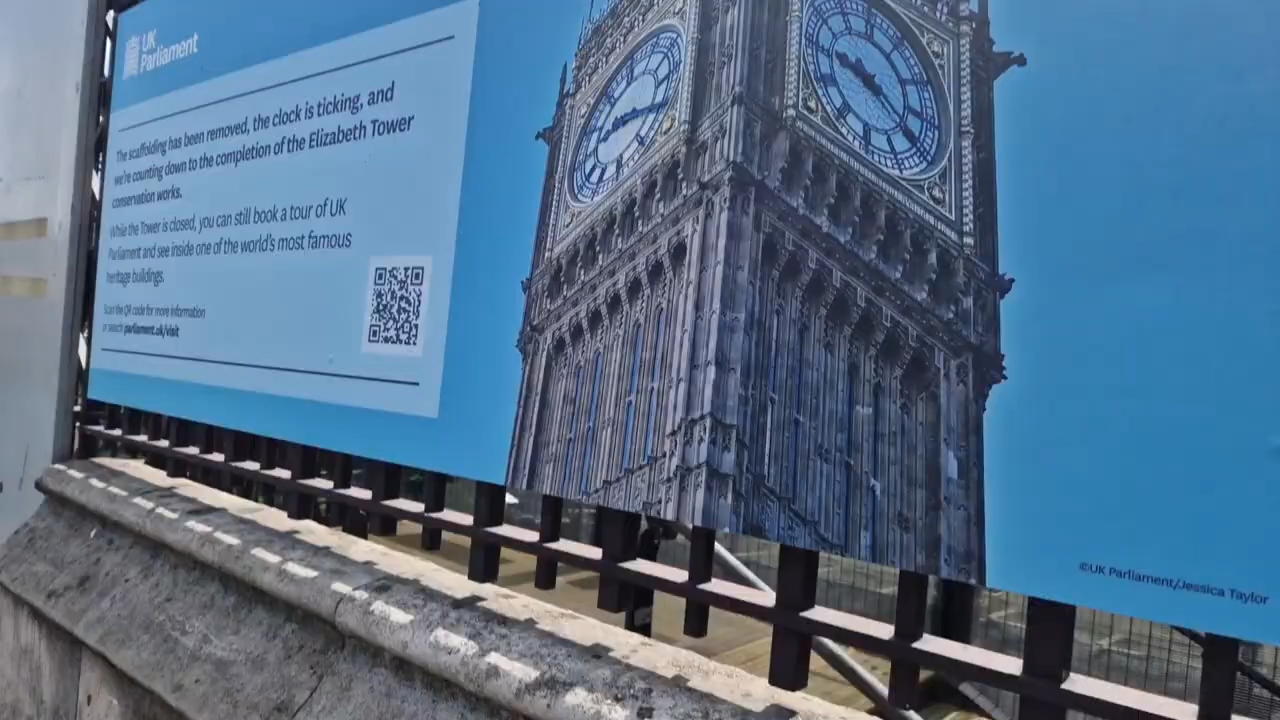 UK
Parliament
The scaffolding has been removed, the clock is ticking, and
we're counting down to the completion of the Elizabeth Tower
conservation works.
While the Tower is closed, you can still book a tour of UK
Parliament and see inside one of the world's most famous
heritage buildings.
Scan the QR code for more information
or search parliament.uk/visit
©UK Parliament/Jessica Taylor